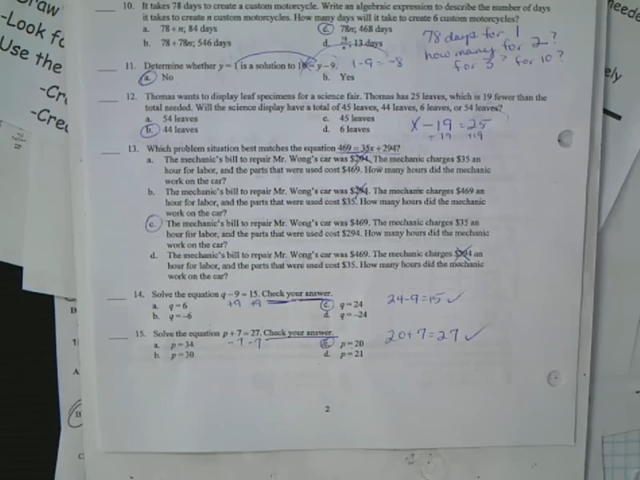 10. It takes 78 days to create a custom motorcycle. Write an algebraic expression to describe the number of days
it takes to create n custom motorcycles. How many days will it take to create 6 custom motorcycles?
a. 78 + n; 84 days c. 78n; 468 days
b. 78 + 78n; 546 days d. 13 days
78 days for 1
how many for 2?
for 3? for 10?
11. Determine whether y = 1 is a solution to y – 9. 1-9=-8
a. No b. Yes
12. Thomas wants to display leaf specimens for a science fair. Thomas has 25 leaves, which is 19 fewer than the
total needed. Will the science display have a total of 45 leaves, 44 leaves, 6 leaves, or 54 leaves?
a. 54 leaves c. 45 leaves
b. 44 leaves d. 6 leaves
x-19=25
+19 +19
13. Which problem situation best matches the equation 469 = 35x + 294?
a. The mechanic's bill to repair Mr. Wong's car was $294. The mechanic charges $35 an
hour for labor, and the parts that were used cost $469. How many hours did the mechanic
work on the car?
b. The mechanic's bill to repair Mr. Wong's car was $294. The mechanic charges $469 an
hour for labor, and the parts that were used cost $35. How many hours did the mechanic
work on the car?
c. The mechanic's bill to repair Mr. Wong's car was $469. The mechanic charges $35 an
hour for labor, and the parts that were used cost $294. How many hours did the mechanic
work on the car?
d. The mechanic's bill to repair Mr. Wong's car was $469. The mechanic charges $294 an
hour for labor, and the parts that were used cost $35. How many hours did the mechanic
work on the car?
14. Solve the equation q – 9 = 15. Check your answer.
+9 +9
a. q = 6 c. q = 24
b. q = –6 d. q = –24
24-9=15 ✓
15. Solve the equation p + 7 = 27. Check your answer.
-7 -7
a. p = 34 c. p = 20
b. p = 30 d. p = 21
20+7=27 ✓
2
-Look fo
Use the
-Cr
-Crea
needed